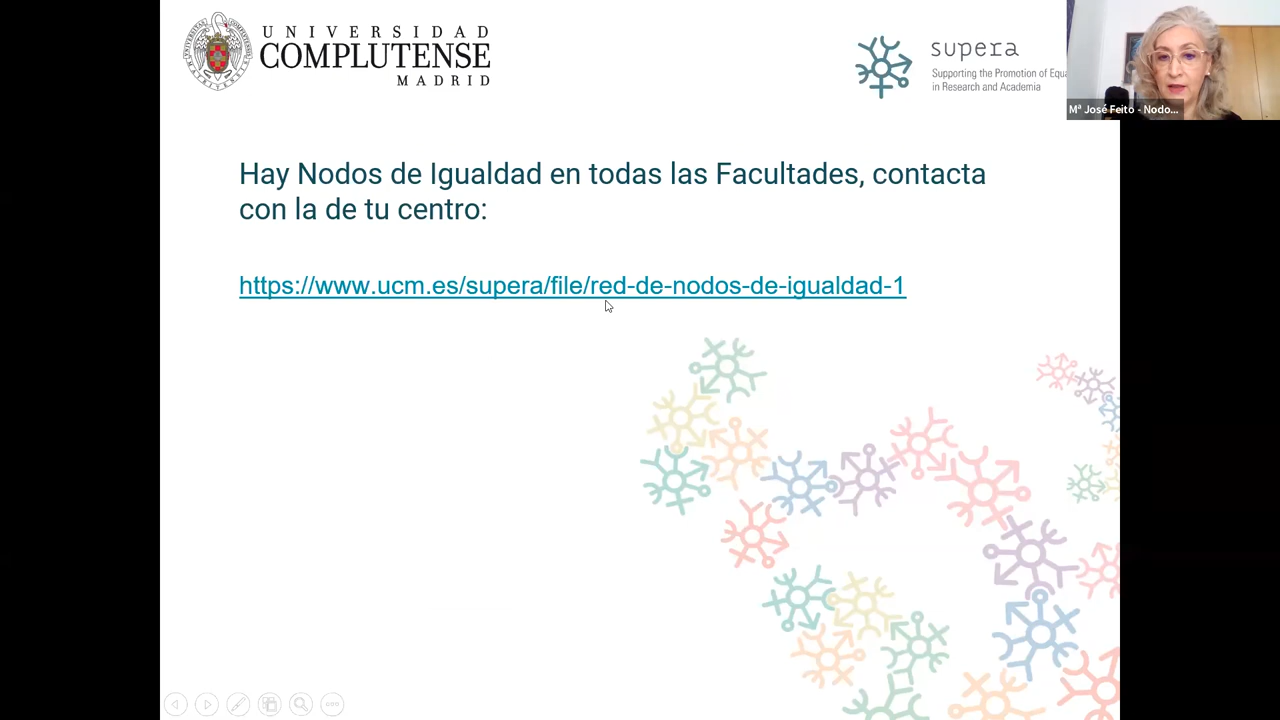 UNIVERSIDAD
COMPLUTENSE
MADRID
supera
Supporting the Promotion of Equa
in Research and Academia
Mª José Feito - Nodo...
Hay Nodos de Igualdad en todas las Facultades, contacta
con la de tu centro:
https://www.ucm.es/supera/file/red-de-nodos-de-igualdad-1